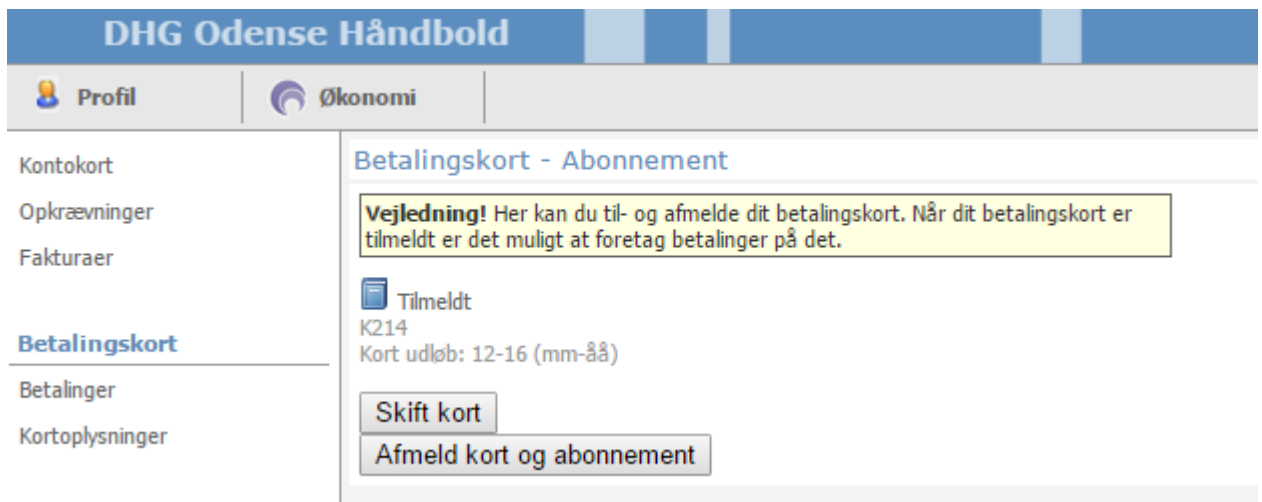 DHG Odense Håndbold
Profil
Økonomi
Kontokort
Opkrævninger
Fakturaer
Betalingskort
Betalinger
Kortoplysninger
Betalingskort - Abonnement
Vejledning! Her kan du til- og afmelde dit betalingskort. Når dit betalingskort er
tilmeldt er det muligt at foretag betalinger på det.
Tilmeldt
K214
Kort udløb: 12-16 (mm-åå)
Skift kort
Afmeld kort og abonnement